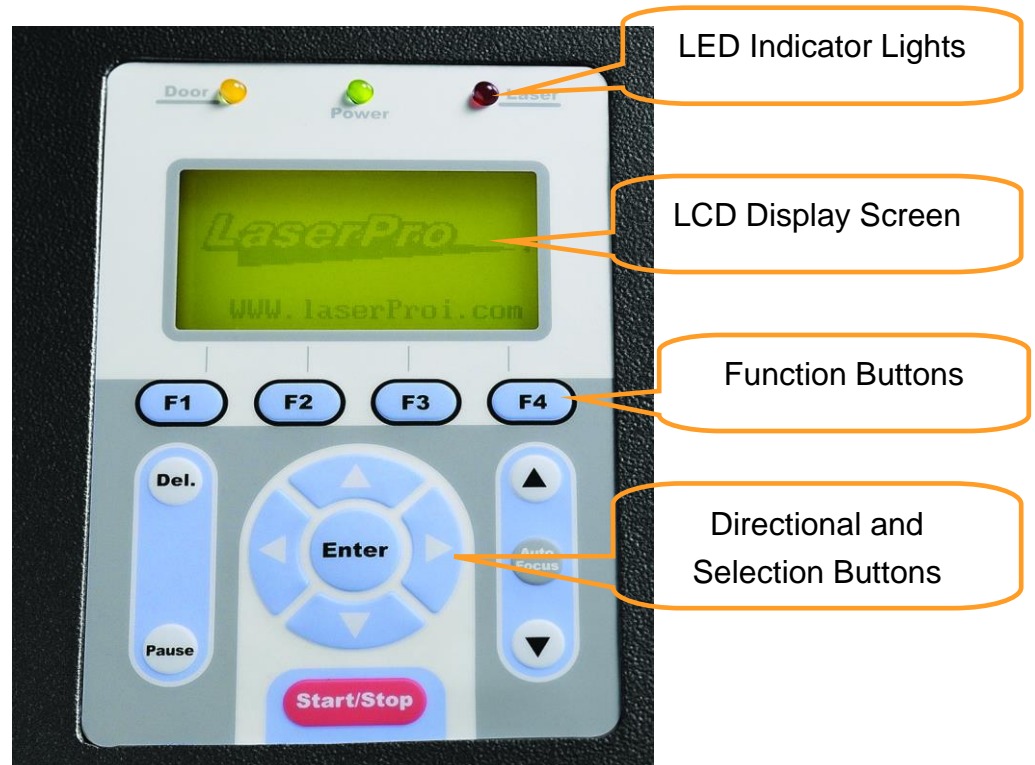 LED Indicator Lights
Door
Power
Laser
LCD Display Screen
LaserPro
WWW.laserProi.com
Function Buttons
F1 F2 F3 F4
Del.
Enter
Auto
Focus
Directional and
Selection Buttons
Pause
Start/Stop